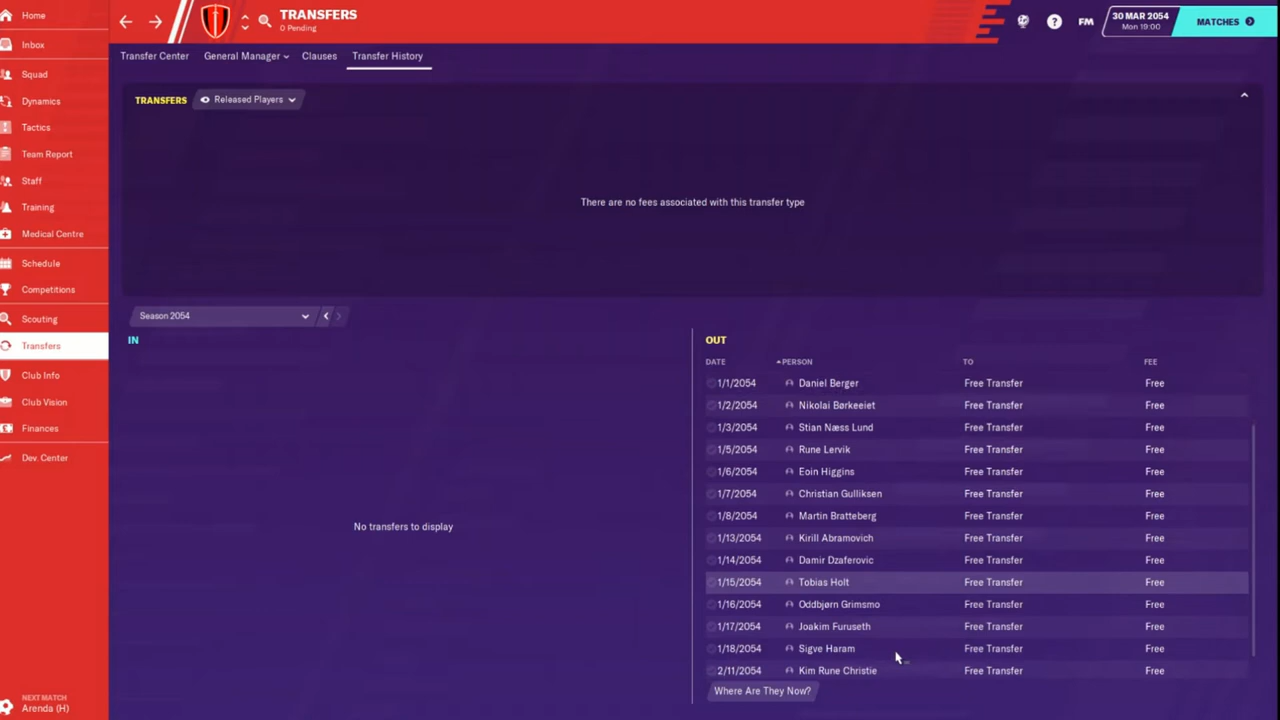 Home
Inbox
Squad
Dynamics
Tactics
Team Report
Staff
Training
Medical Centre
Schedule
Competitions
Scouting
Transfers
Club Info
Club Vision
Finances
Dev. Center
NEXT MATCH
Arenda (H)
TRANSFERS
0 Pending
? FM 30 MAR 2054 MATCHES
Mon 19:00
Transfer Center General Manager Clauses Transfer History
TRANSFERS Released Players
There are no fees associated with this transfer type
Season 2054
IN
No transfers to display
OUT
DATE PERSON TO FEE
1/1/2054 Daniel Berger Free Transfer Free
1/2/2054 Nikolai Børkeeiet Free Transfer Free
1/3/2054 Stian Næss Lund Free Transfer Free
1/5/2054 Rune Lervik Free Transfer Free
1/6/2054 Eoin Higgins Free Transfer Free
1/7/2054 Christian Gulliksen Free Transfer Free
1/8/2054 Martin Bratteberg Free Transfer Free
1/13/2054 Kirill Abramovich Free Transfer Free
1/14/2054 Damir Dzaferovic Free Transfer Free
1/15/2054 Tobias Holt Free Transfer Free
1/16/2054 Oddbjørn Grimsmo Free Transfer Free
1/17/2054 Joakim Furuseth Free Transfer Free
1/18/2054 Sigve Haram Free Transfer Free
2/11/2054 Kim Rune Christie Free Transfer Free
Where Are They Now?